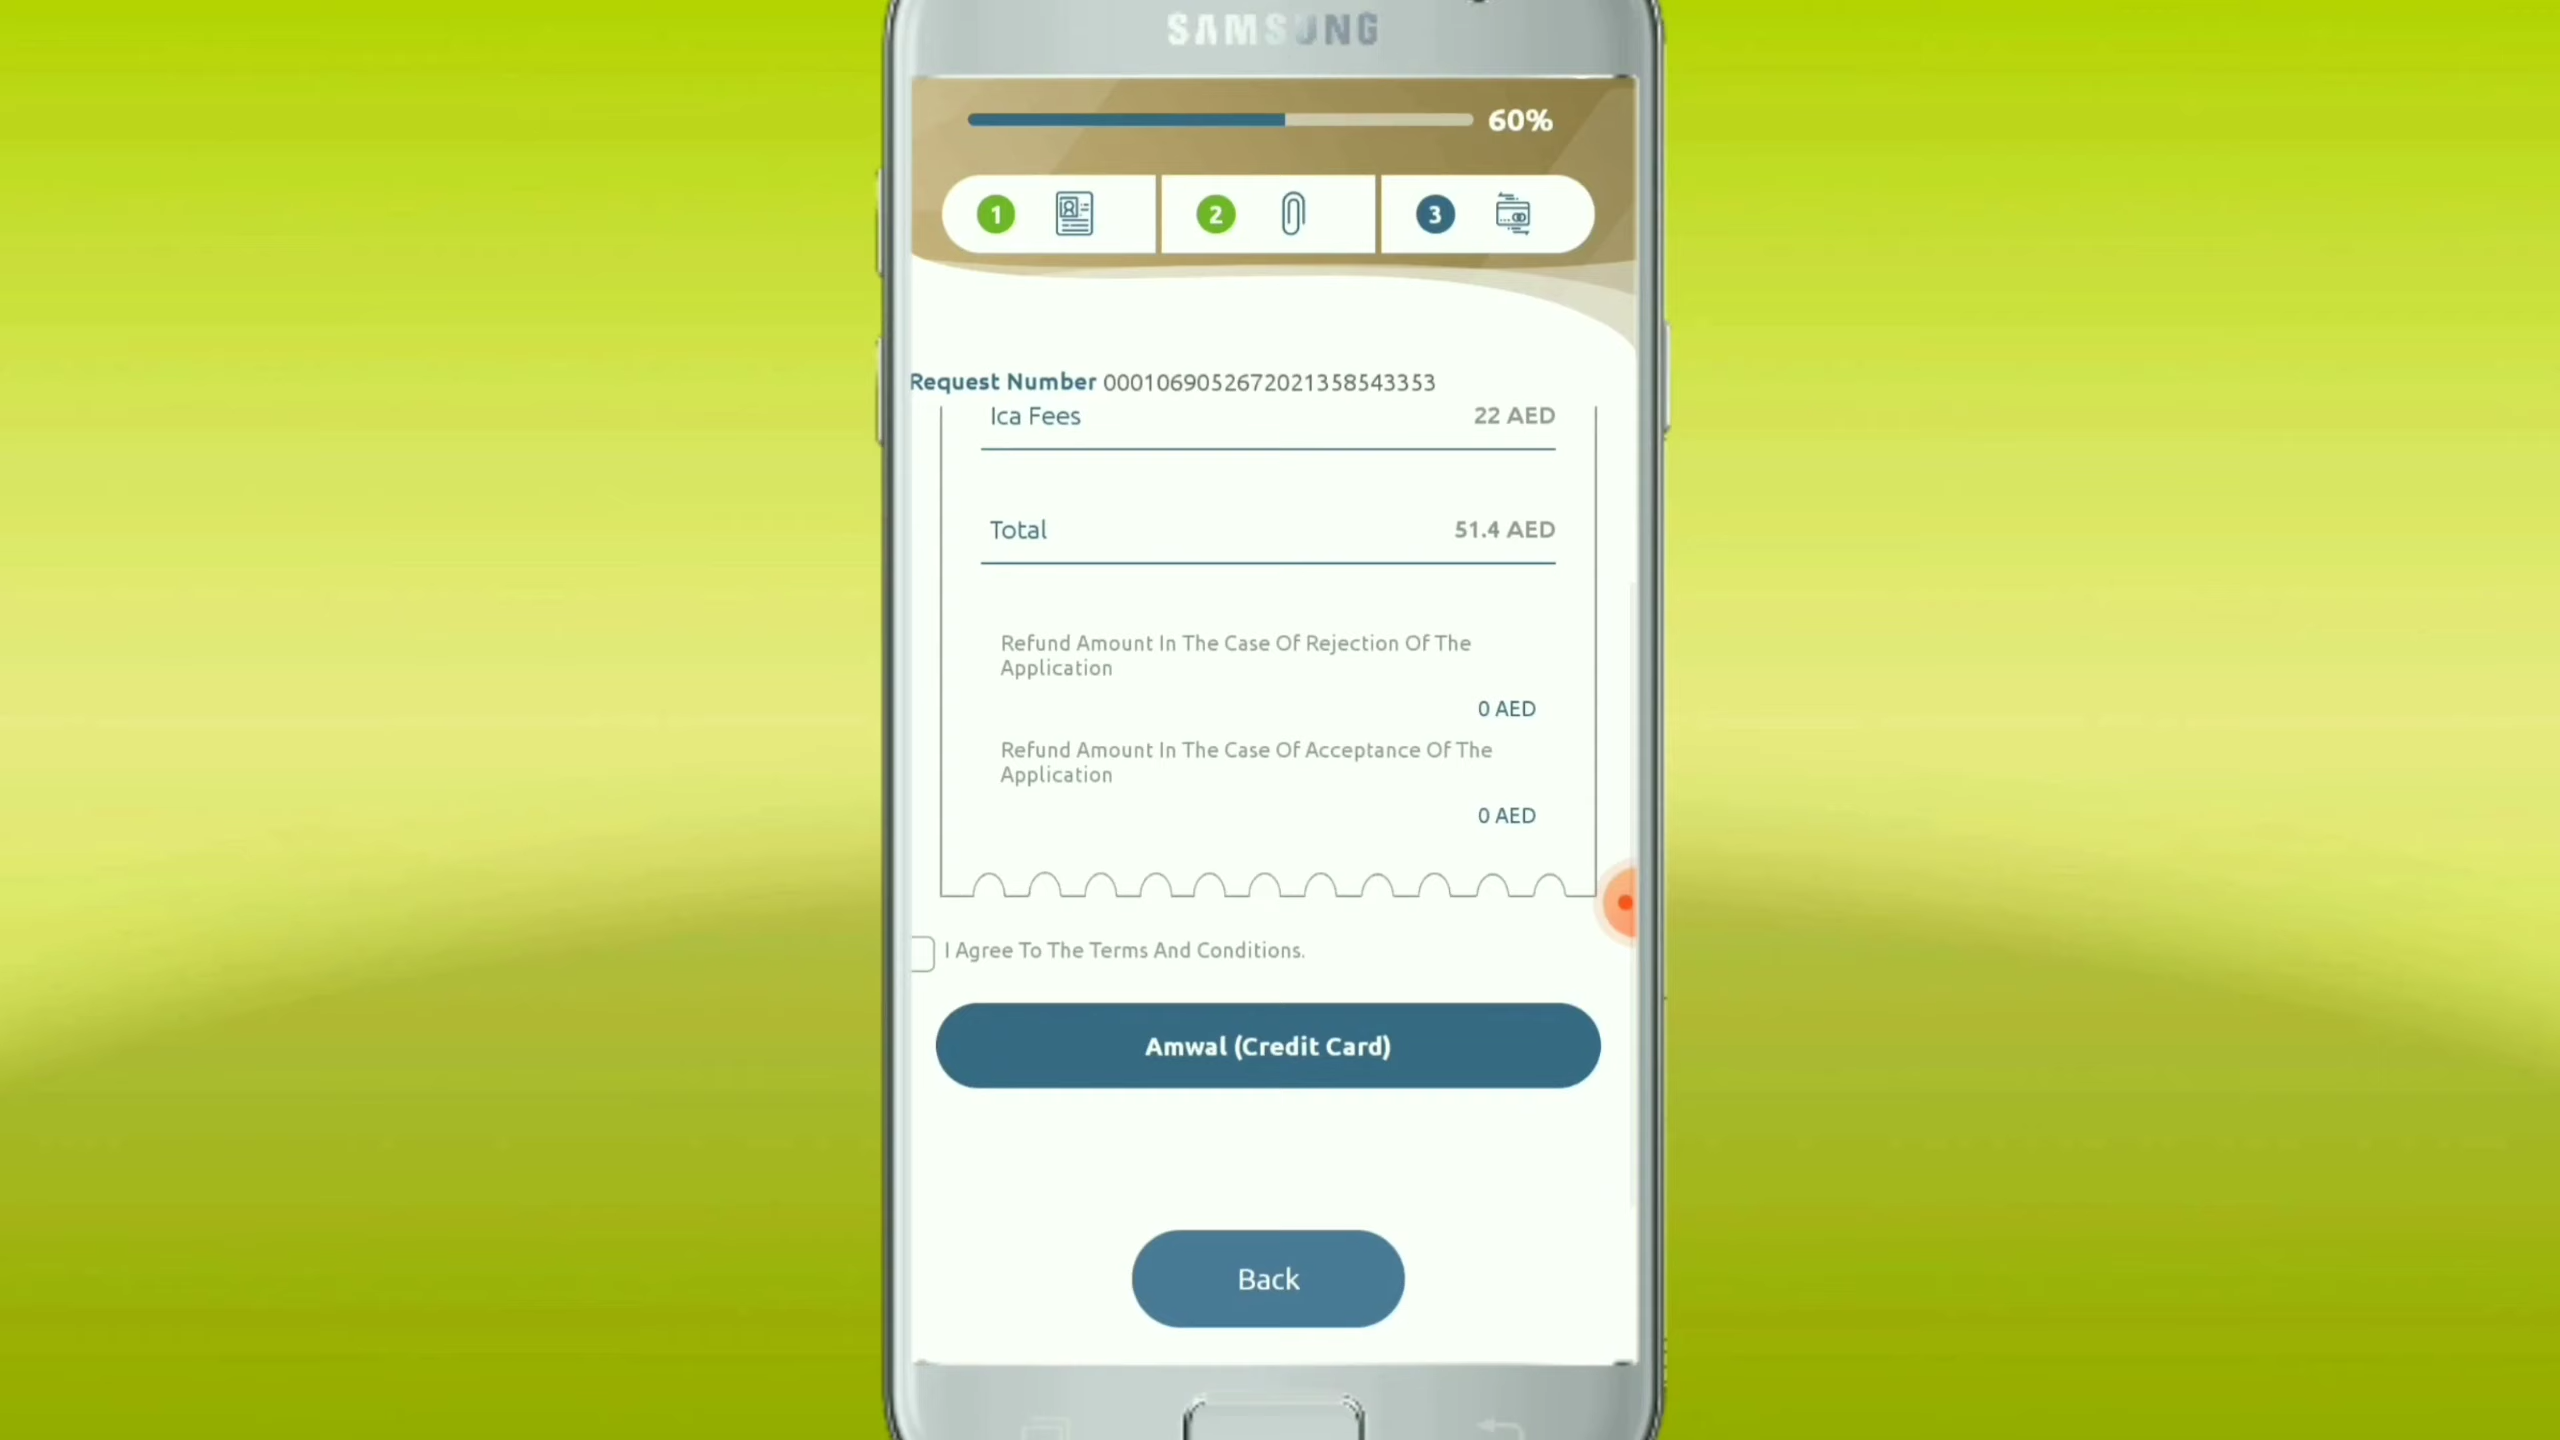 SAMSUNG
60%
1 2 3
Request Number 0001069052672021358543353
Ica Fees 22 AED
Total 51.4 AED
Refund Amount In The Case Of Rejection Of The
Application
0 AED
Refund Amount In The Case Of Acceptance Of The
Application
0 AED
I Agree To The Terms And Conditions.
Amwal (Credit Card)
Back